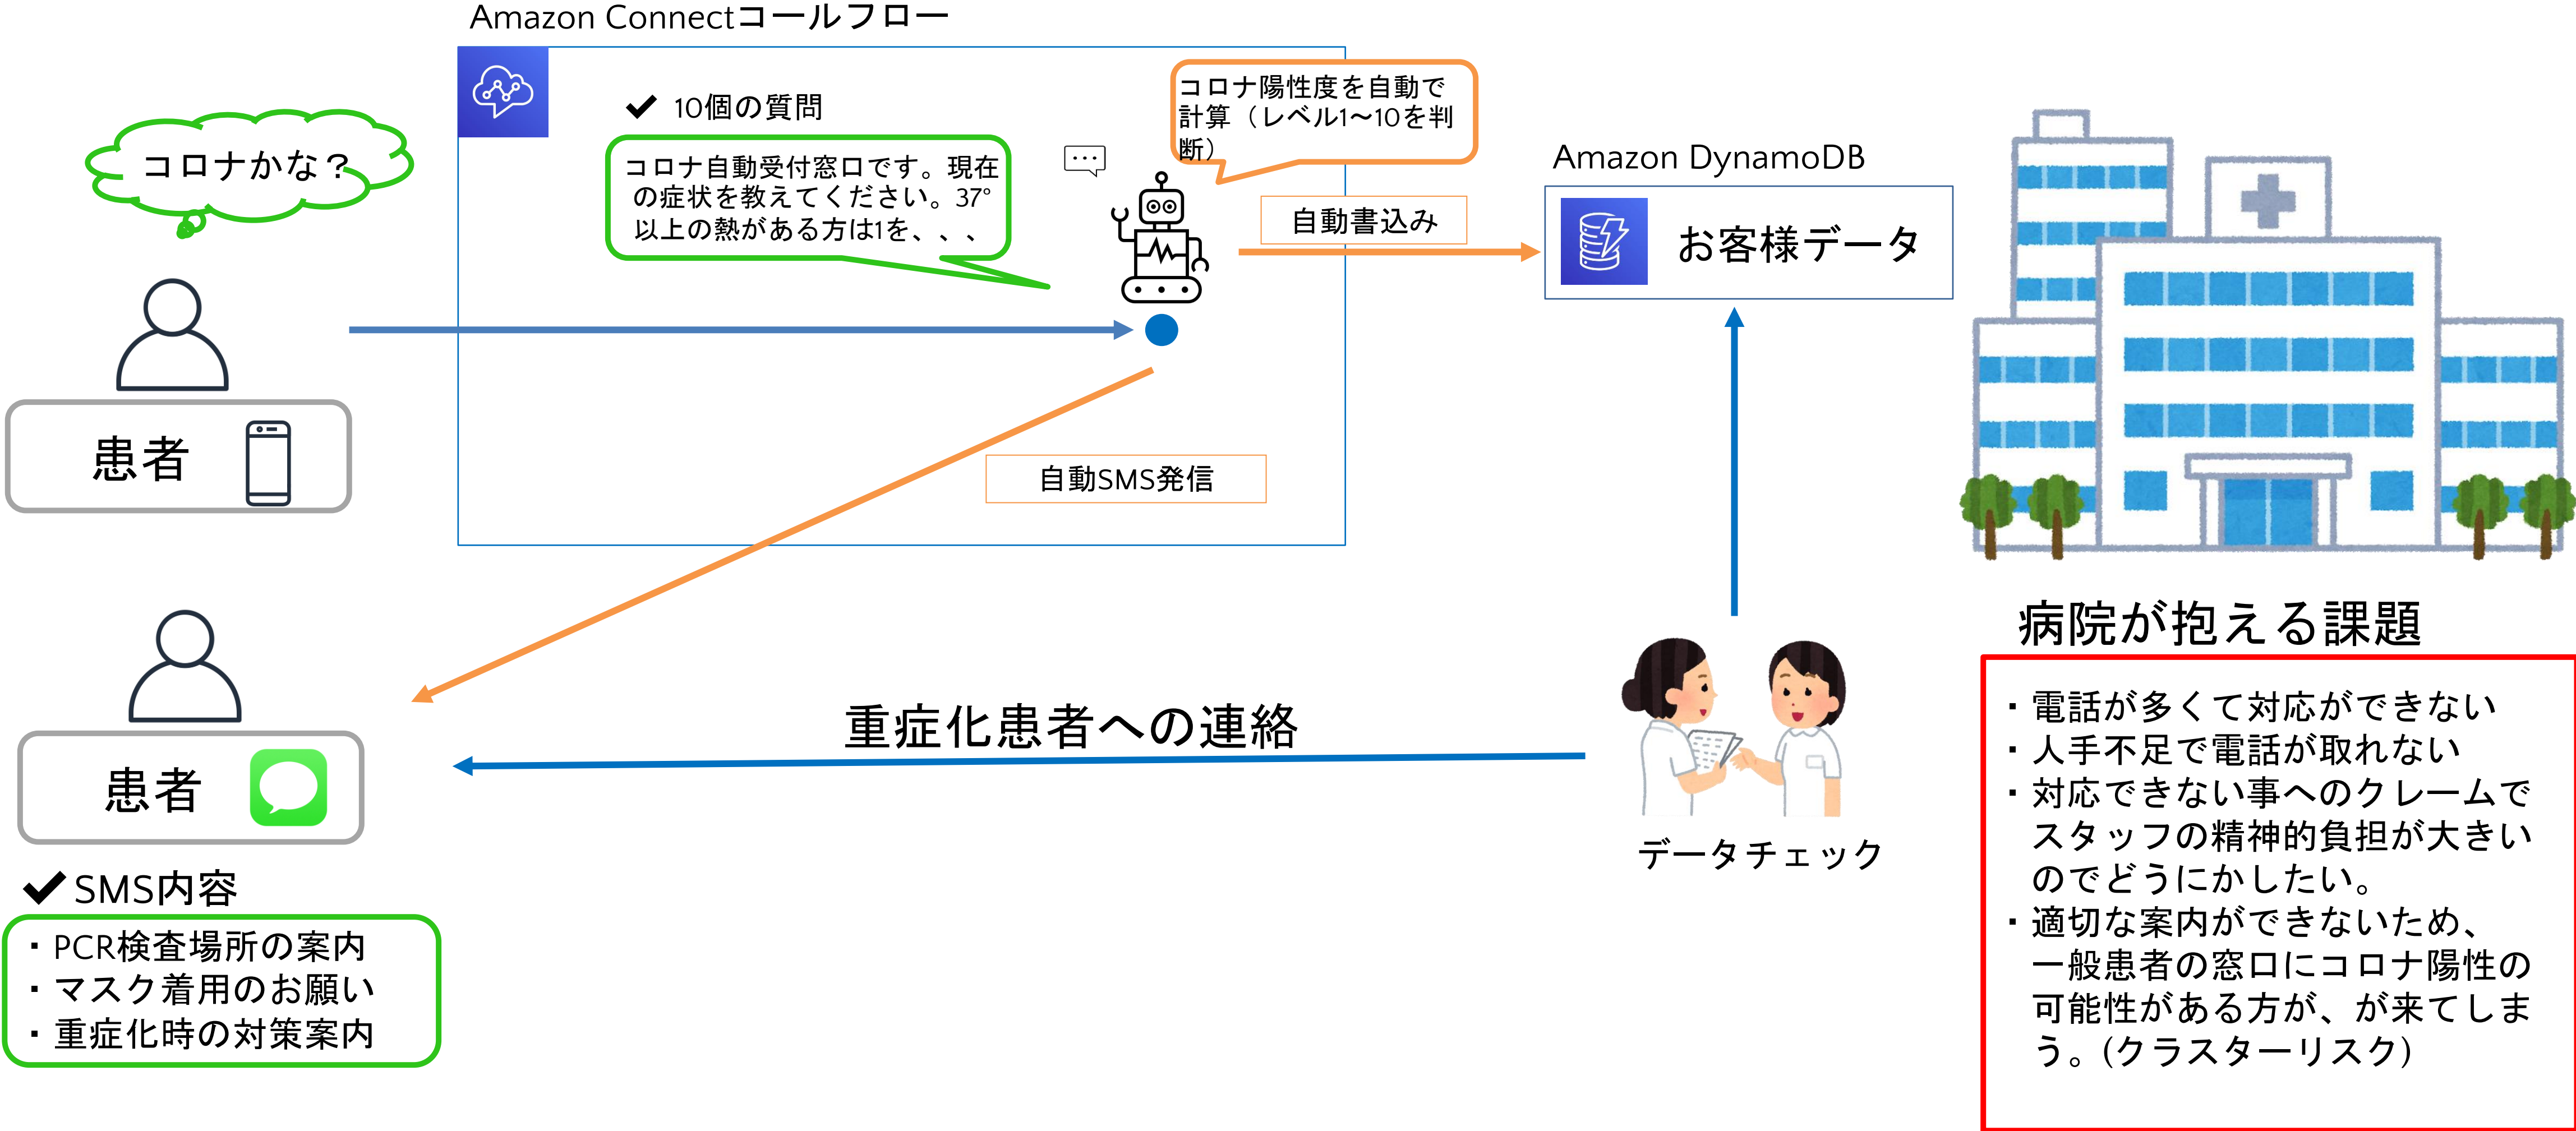 Amazon Connectコールフロー
コロナかな？
✔ 10個の質問
コロナ自動受付窓口です。現在
の症状を教えてください。37°
以上の熱がある方は1を、、、
コロナ陽性度を自動で
計算（レベル1〜10を判
断）
自動書込み
Amazon DynamoDB
お客様データ
患者
自動SMS発信
患者
✔SMS内容
・PCR検査場所の案内
・マスク着用のお願い
・重症化時の対策案内
重症化患者への連絡
データチェック
病院が抱える課題
・電話が多くて対応ができない
・人手不足で電話が取れない
・対応できない事へのクレームで
スタッフの精神的負担が大きい
のでどうにかしたい。
・適切な案内ができないため、
一般患者の窓口にコロナ陽性の
可能性がある方が、が来てしま
う。(クラスターリスク)